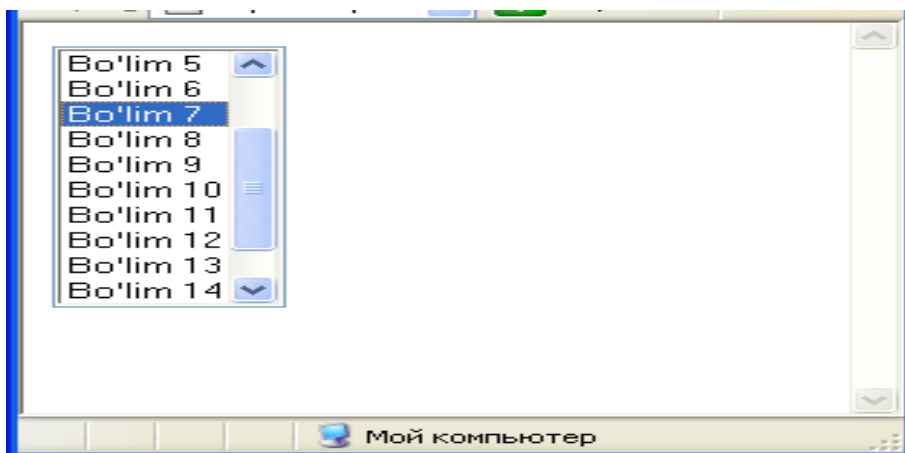 Bo'lim 5
Bo'lim 6
Bo'lim 7
Bo'lim 8
Bo'lim 9
Bo'lim 10
Bo'lim 11
Bo'lim 12
Bo'lim 13
Bo'lim 14
Мой компьютер